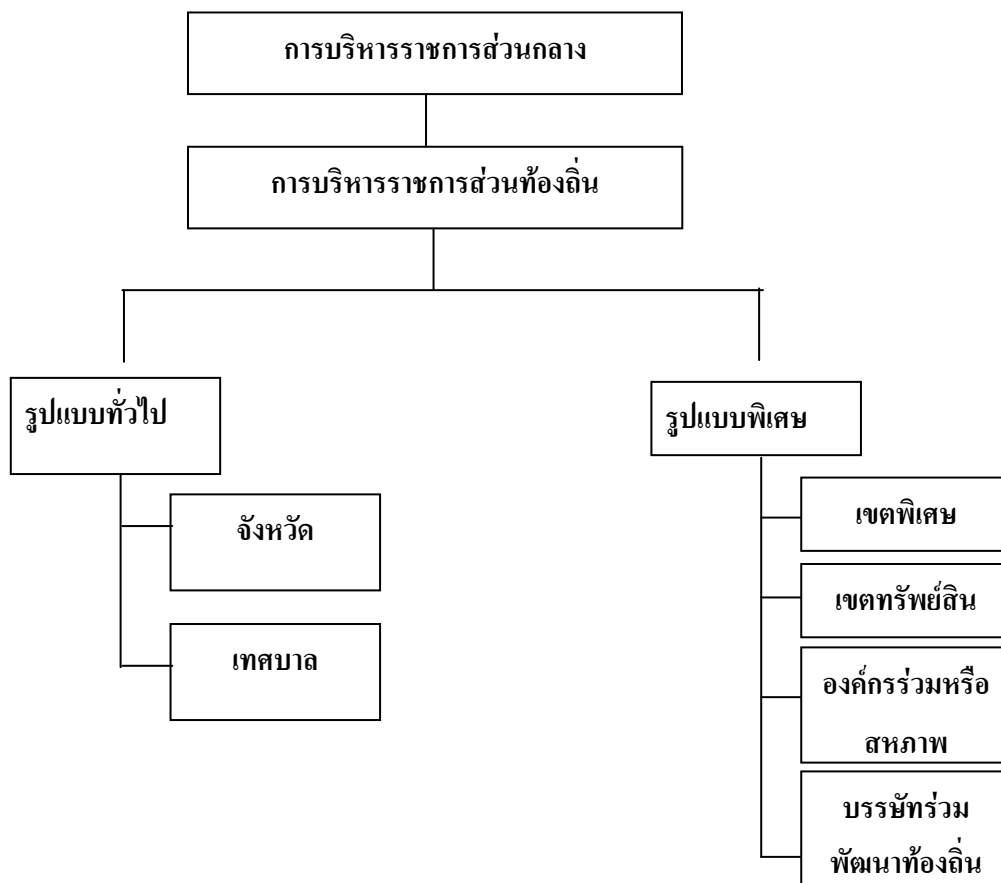 การบริหารราชการส่วนกลาง
การบริหารราชการส่วนท้องถิ่น
รูปแบบทั่วไป
จังหวัด
เทศบาล
รูปแบบพิเศษ
เขตพิเศษ
เขตทรัพย์สิน
องค์กรร่วมหรือ
สหภาพ
บรรษัทร่วม
พัฒนาท้องถิ่น